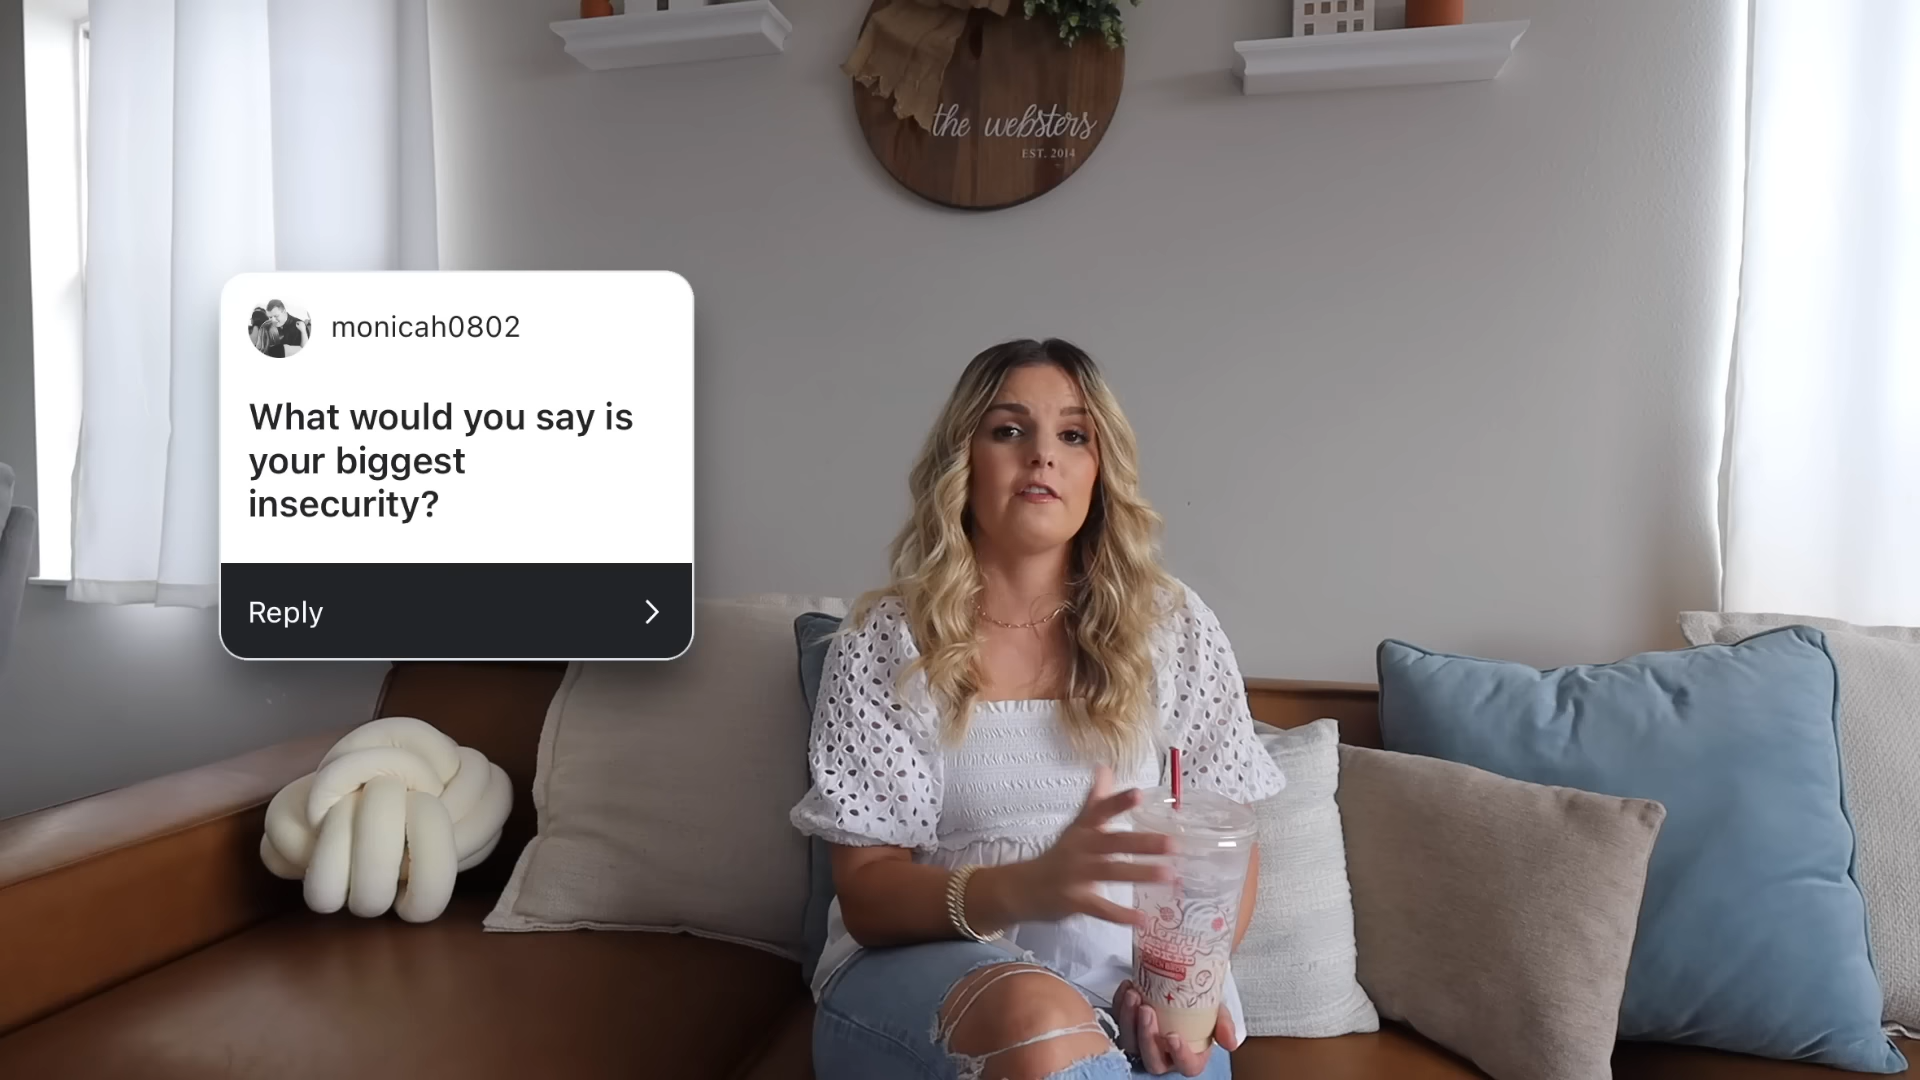 the websters
EST. 2014
monicah0802
What would you say is
your biggest
insecurity?
Reply